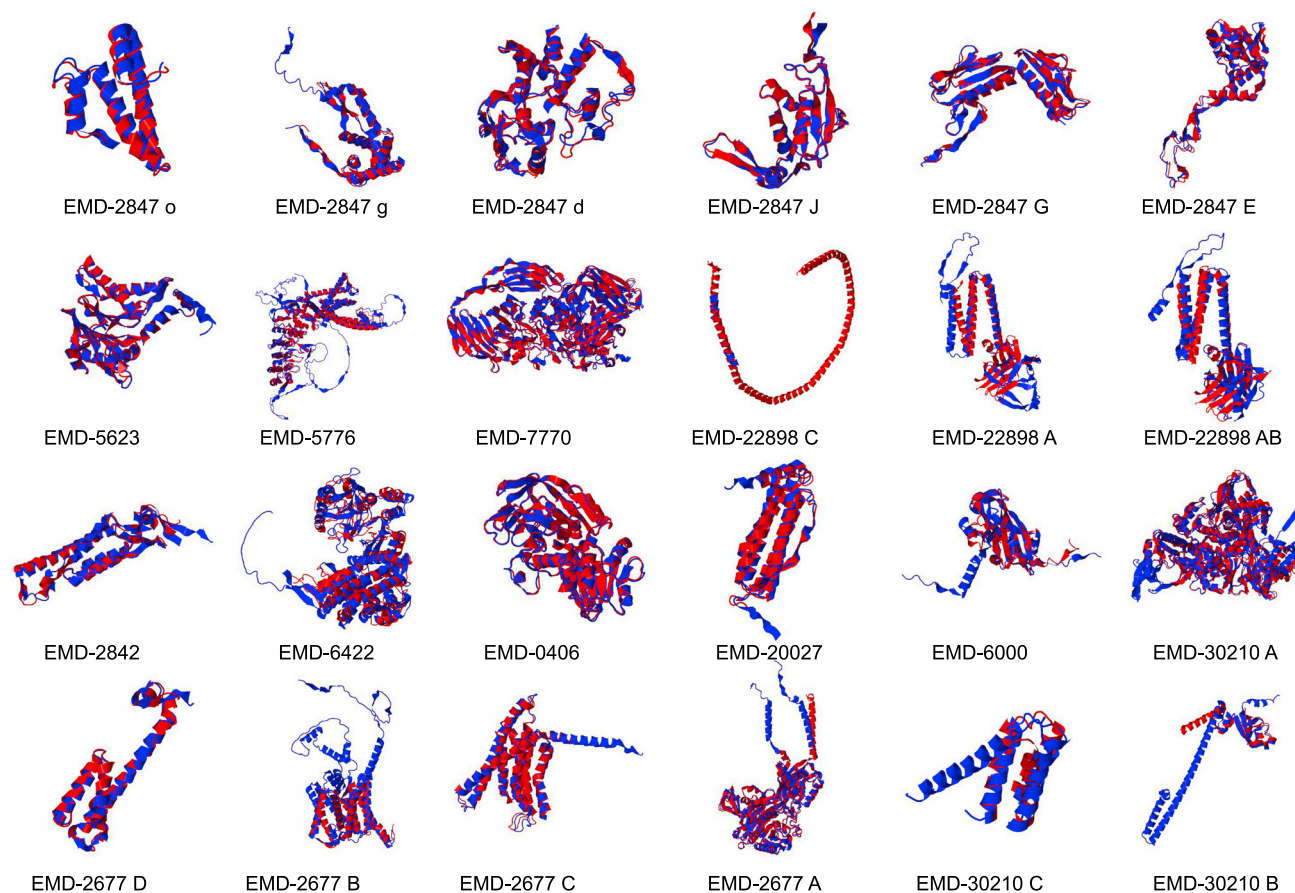 EMD-2847 o EMD-2847 g EMD-2847 d EMD-2847 J EMD-2847 G EMD-2847 E
EMD-5623 EMD-5776 EMD-7770 EMD-22898 C EMD-22898 A EMD-22898 AB
EMD-2842 EMD-6422 EMD-0406 EMD-20027 EMD-6000 EMD-30210 A
EMD-2677 D EMD-2677 B EMD-2677 C EMD-2677 A EMD-30210 C EMD-30210 B